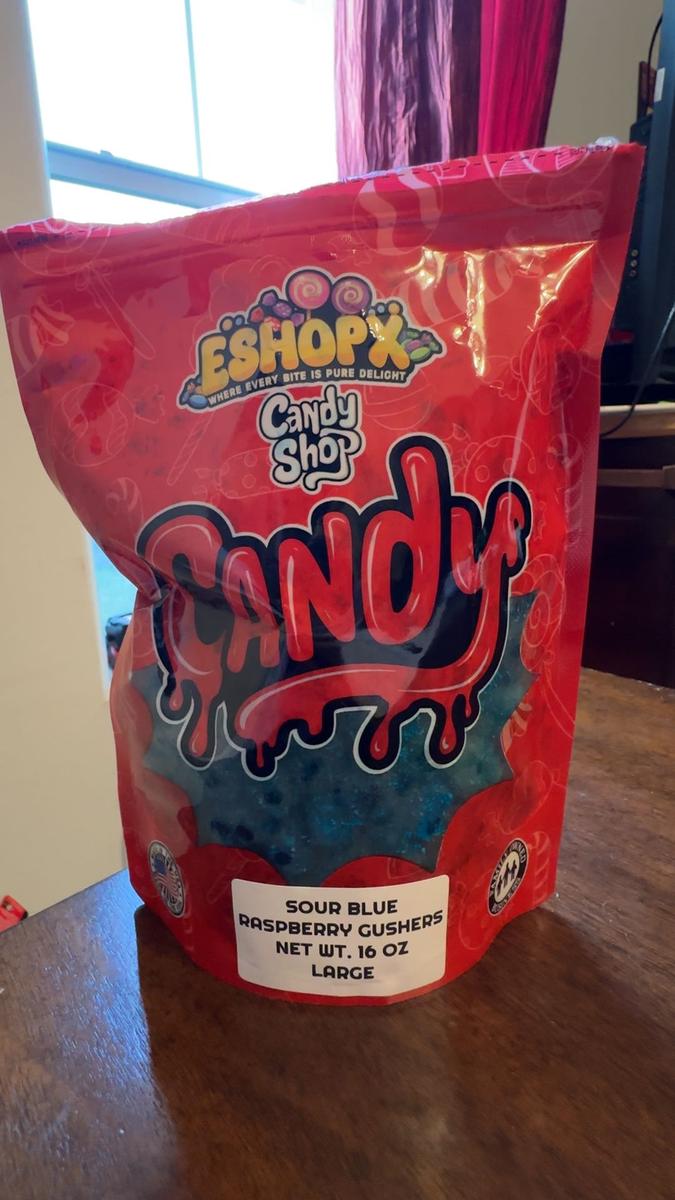 ESHOPX
WHERE EVERY BITE IS PURE DELIGHT
Candy
Shop
CANDY
SOUR BLUE
RASPBERRY GUSHERS
NET WT. 16 OZ
LARGE